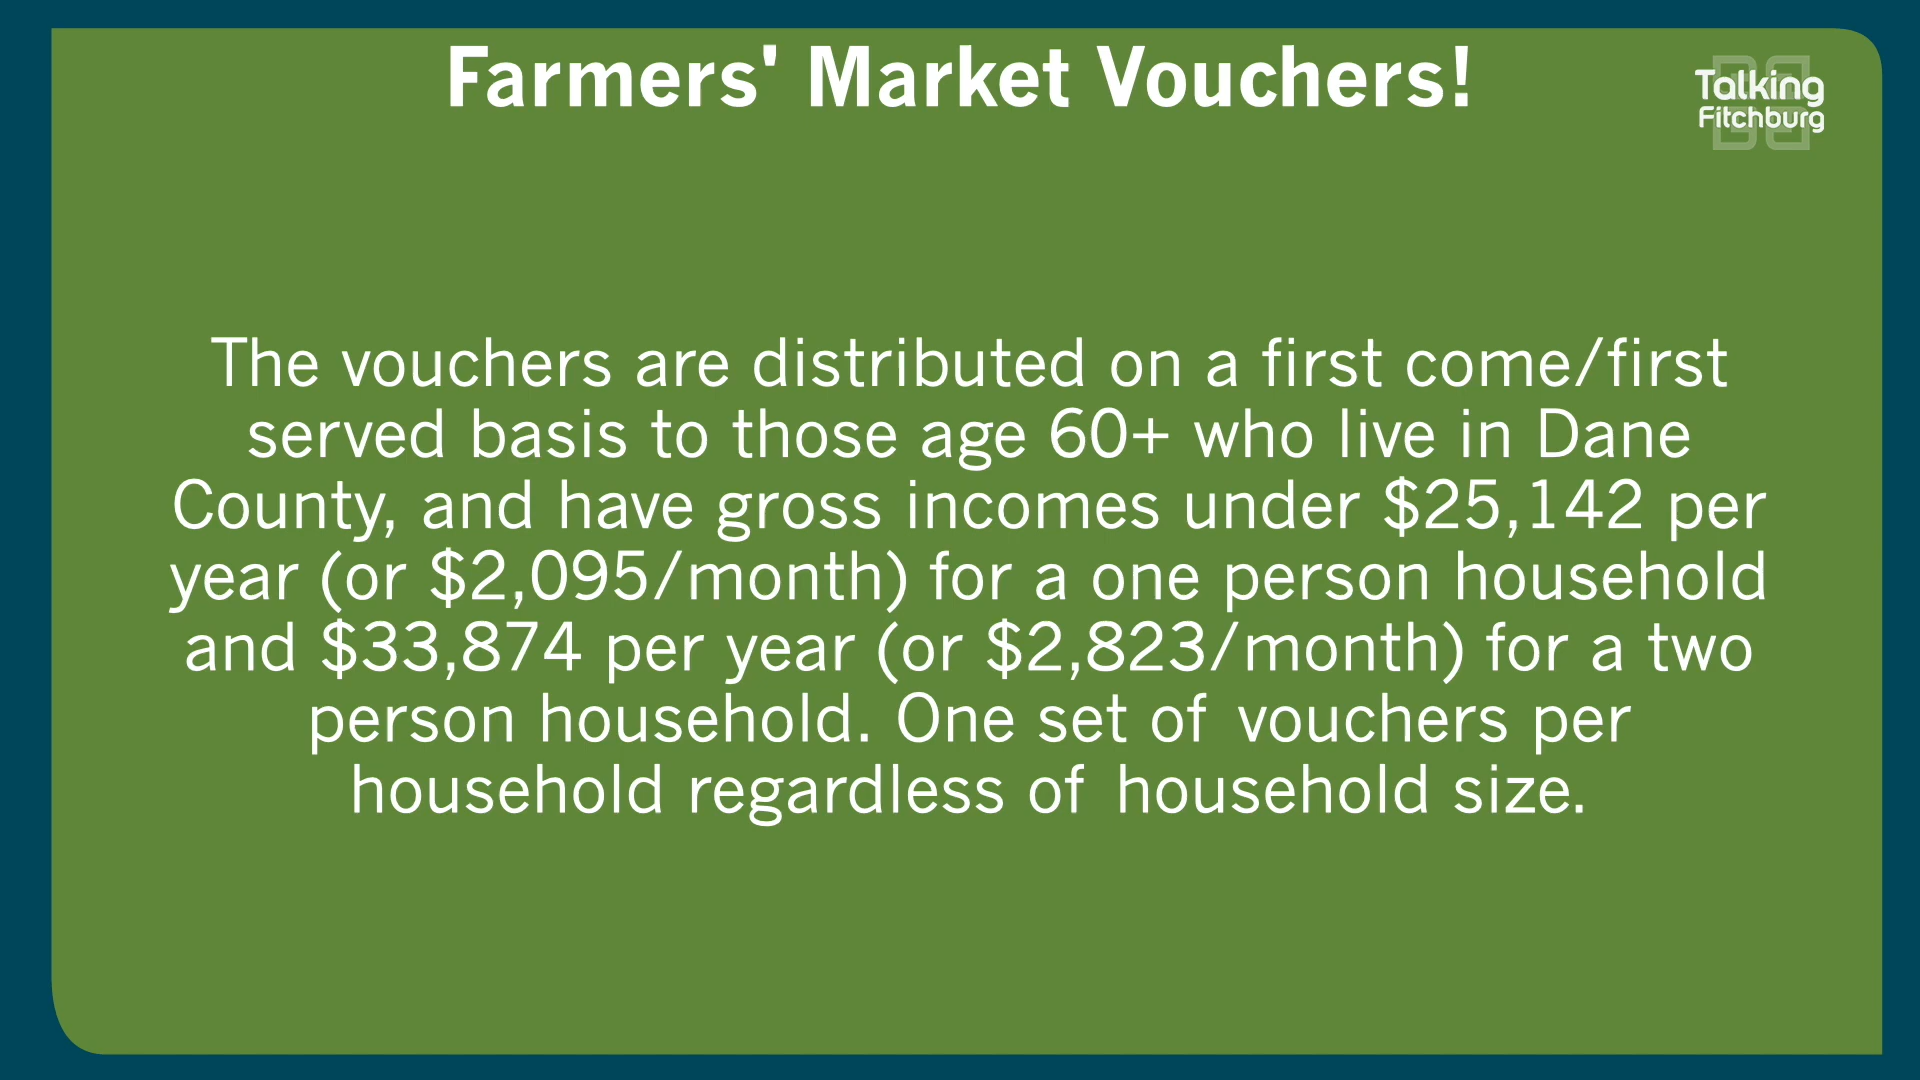 Farmers' Market Vouchers!
Talking
Fitchburg
The vouchers are distributed on a first come/first
served basis to those age 60+ who live in Dane
County, and have gross incomes under $25,142 per
year (or $2,095/month) for a one person household
and $33,874 per year (or $2,823/month) for a two
person household. One set of vouchers per
household regardless of household size.